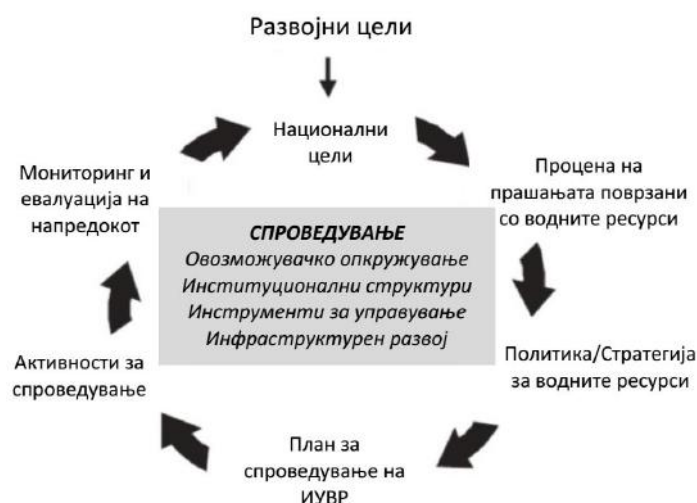 Развојни цели
Национални
цели
Процена на
прашањата поврзани
со водните ресурси
Политика/Стратегија
за водните ресурси
План за
спроведување на
ИУВР
Активности за
спроведување
Мониторинг и
евалуација на
напредокот
СПРОВЕДУВАЊЕ
Овозможувачко опкружување
Институционални структури
Инструменти за управување
Инфраструктурен развој